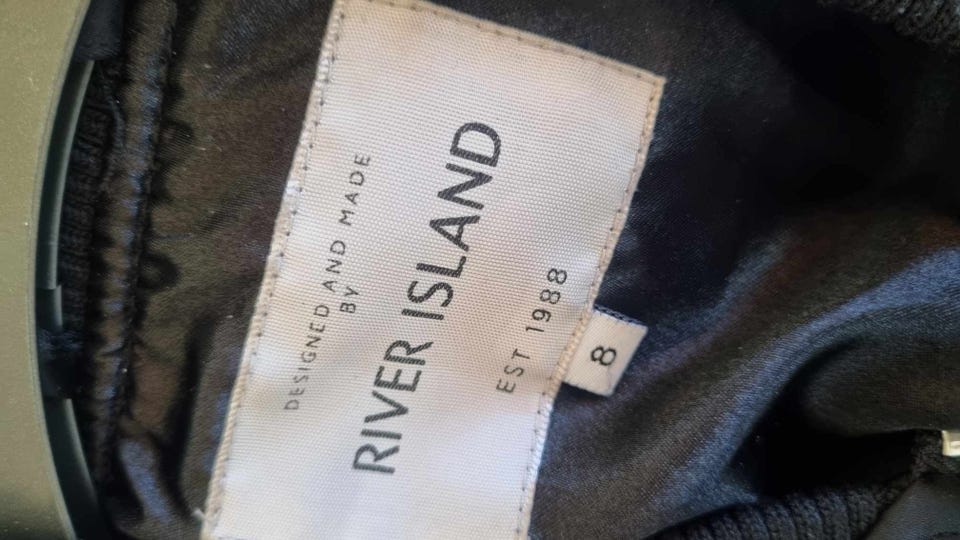 DESIGNED AND MADE
BY
RIVER ISLAND
EST 1988
8